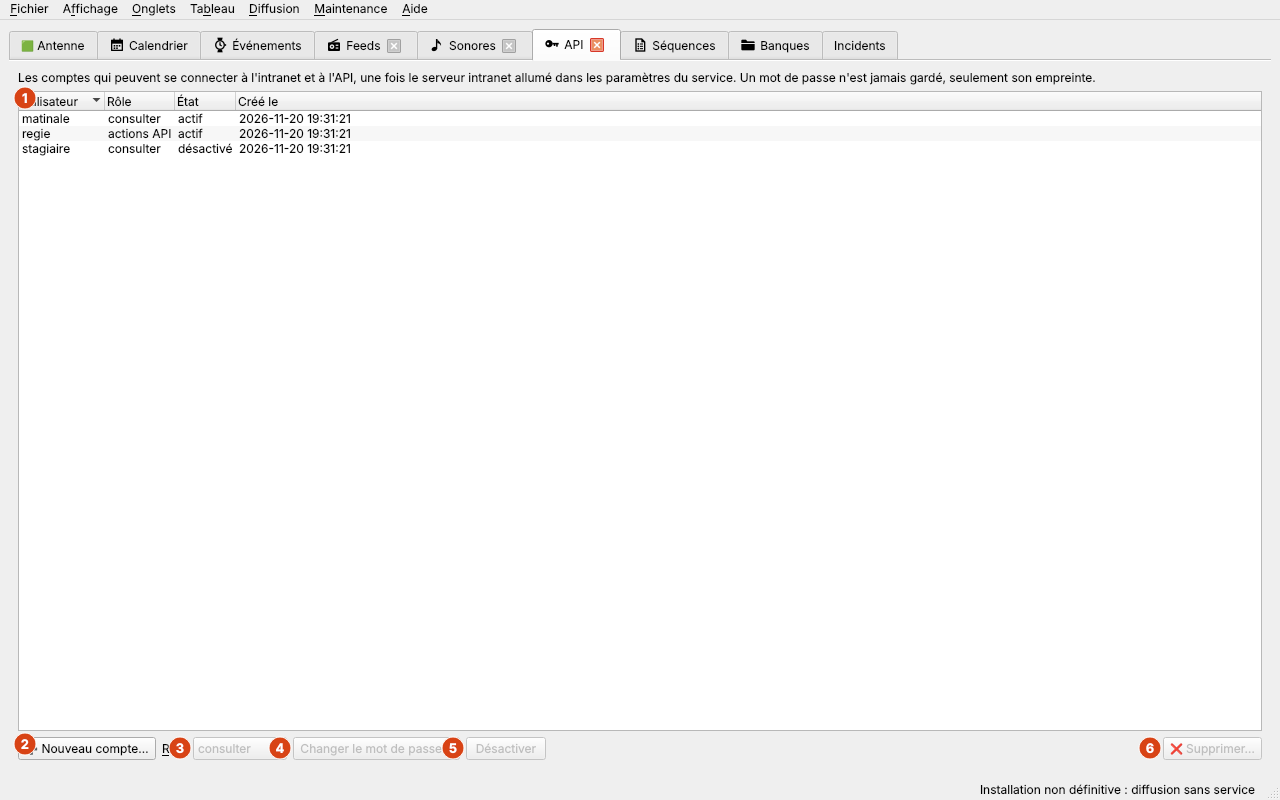 Fichier Affichage Onglets Tableau Diffusion Maintenance Aide
Antenne Calendrier Événements Feeds Sonores API Séquences Banques Incidents
Les comptes qui peuvent se connecter à l'intranet et à l'API, une fois le serveur intranet allumé dans les paramètres du service. Un mot de passe n'est jamais gardé, seulement son empreinte.
1 ilisateur Rôle État Créé le
matinale consulter actif 2026-11-20 19:31:21
regie actions API actif 2026-11-20 19:31:21
stagiaire consulter désactivé 2026-11-20 19:31:21
2 Nouveau compte... R 3 consulter 4 Changer le mot de passe 5 Désactiver 6 Supprimer...
Installation non définitive : diffusion sans service